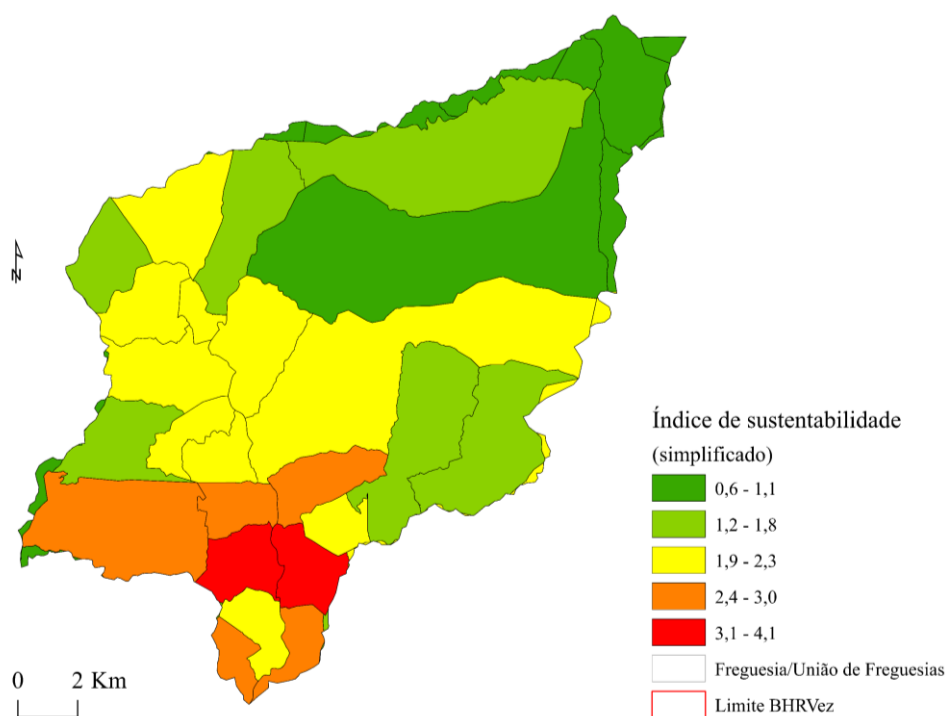 N
Índice de sustentabilidade
(simplificado)
0,6 - 1,1
1,2 - 1,8
1,9 - 2,3
2,4 - 3,0
3,1 - 4,1
Freguesia/União de Freguesias
Limite BHRVez
0 2 Km